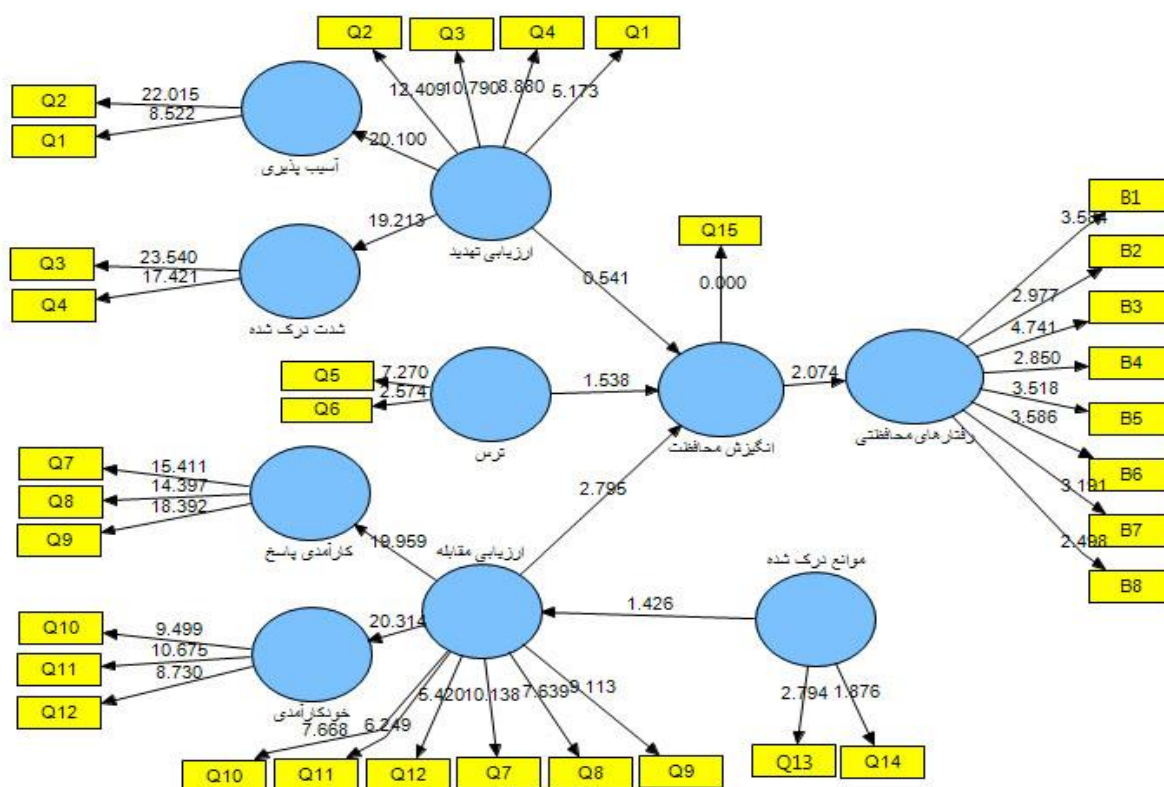 Q2
Q3
Q4
Q1
Q2
Q1
22.015
8.522
12.409
10.790
8.880
5.173
20.100
آسیب پذیری
Q3
Q4
23.540
17.421
19.213
شدت درک شده
ارزیابی تهدید
Q15
0.541
0.000
B1
B2
B3
B4
B5
B6
B7
B8
3.584
2.977
4.741
2.850
3.518
3.586
3.191
2.498
Q5
Q6
7.270
2.574
1.538
2.074
ترس
انگیزش محافظت
رفتارهای محافظتی
Q7
Q8
Q9
15.411
14.397
18.392
2.795
کارآمدی پاسخ
19.959
ارزیابی مقابله
موانع درک شده
1.426
Q10
Q11
Q12
9.499
10.675
8.730
20.314
خودکارآمدی
7.668
6.249
5.420
10.138
7.639
9.113
2.794
1.876
Q10
Q11
Q12
Q7
Q8
Q9
Q13
Q14